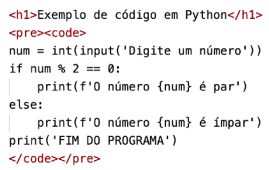 <h1>Exemplo de código em Python</h1>
<pre><code>
num = int(input('Digite um número'))
if num % 2 == 0:
    print(f'O número {num} é par')
else:
    print(f'O número {num} é ímpar')
print('FIM DO PROGRAMA')
</code></pre>